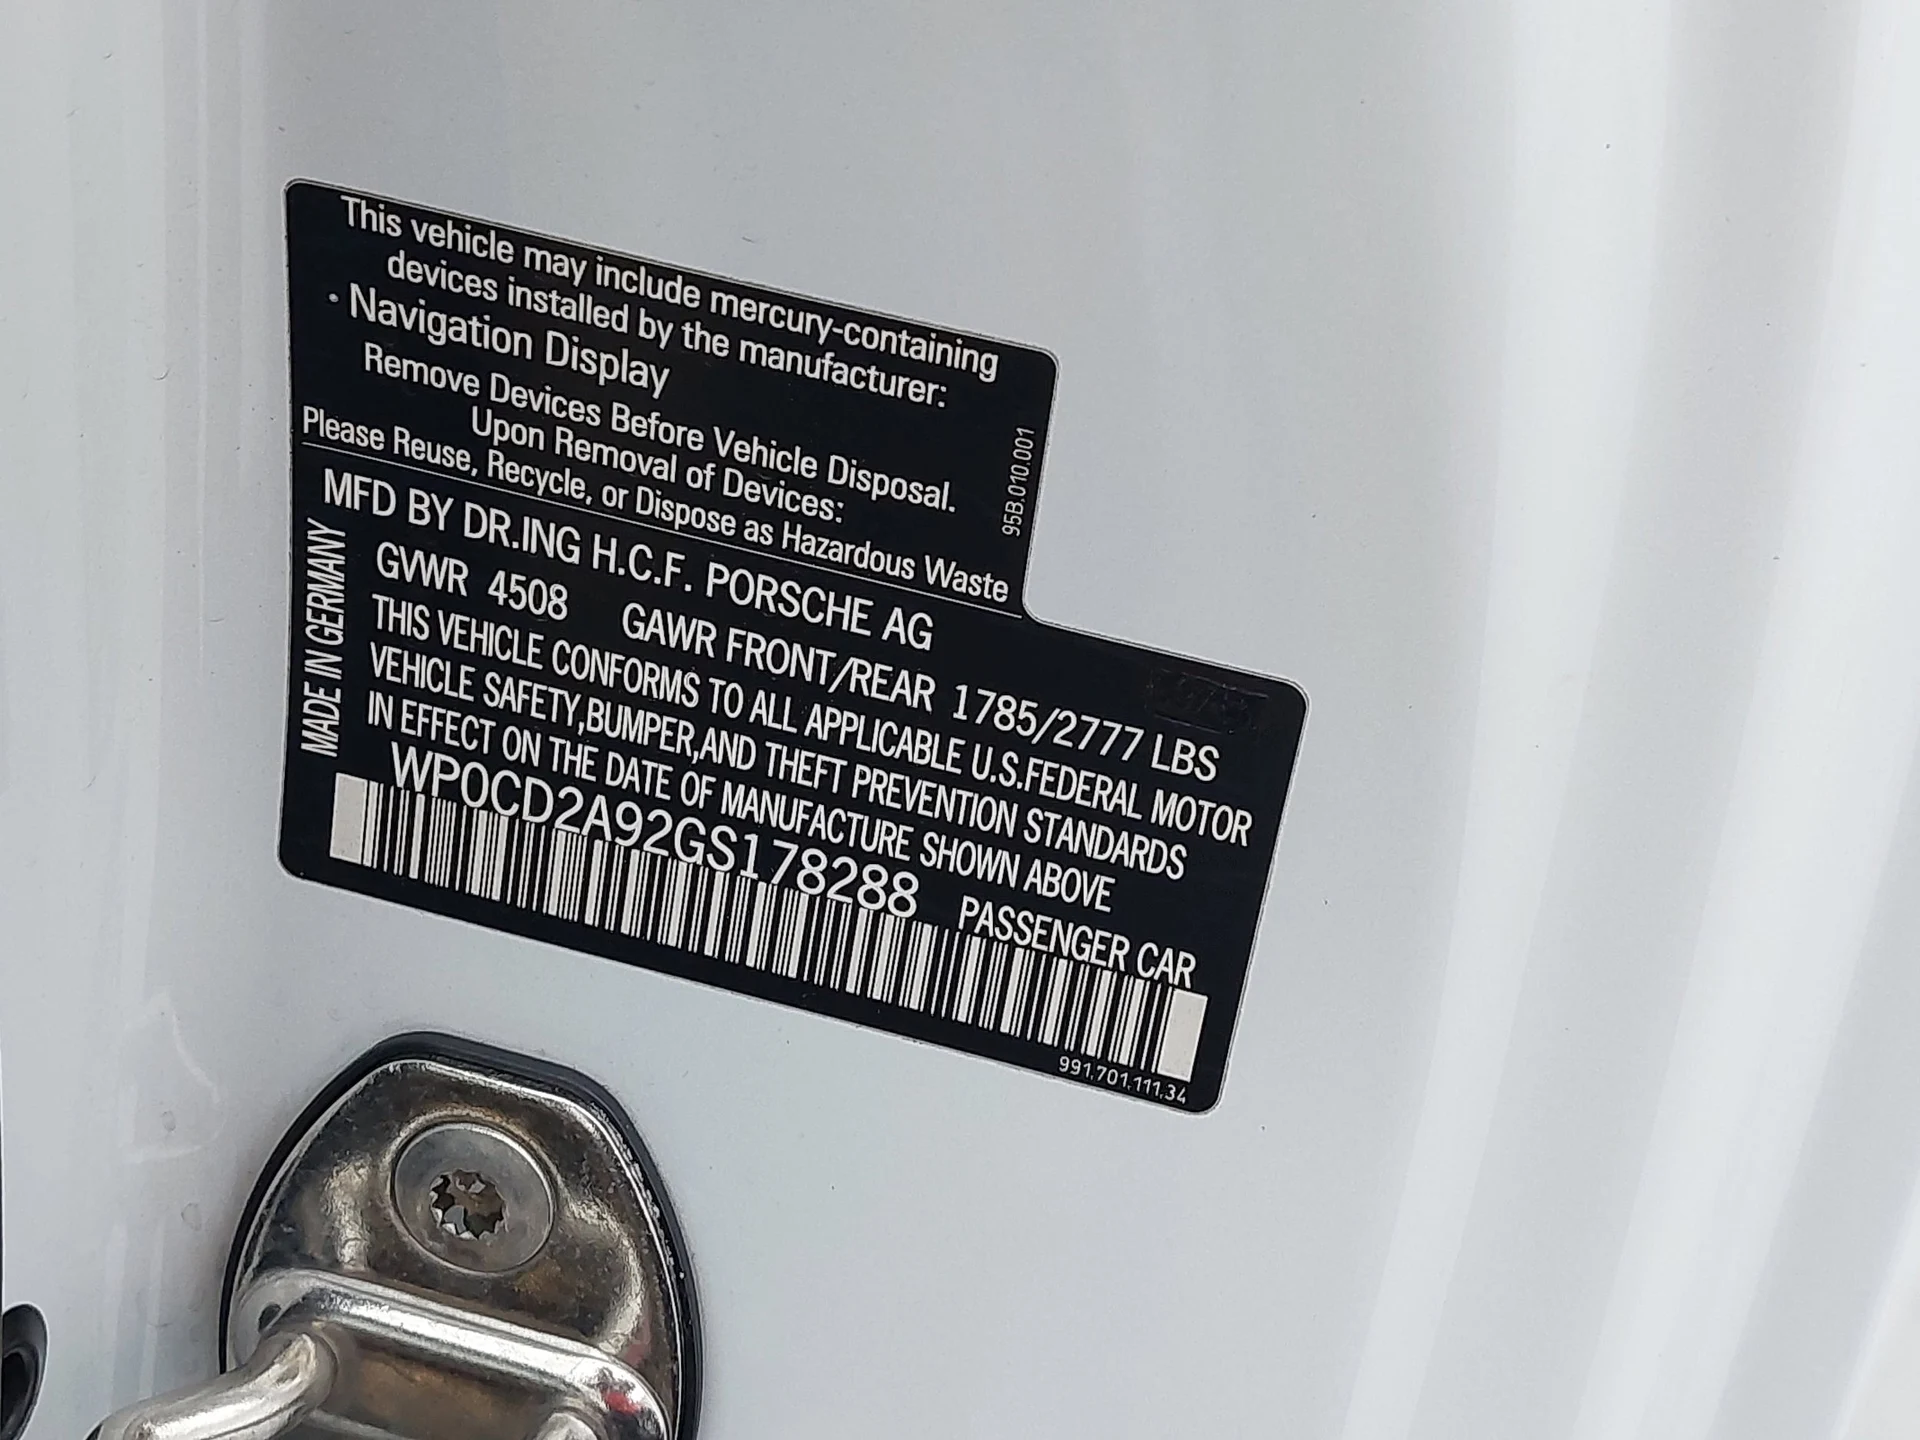 This vehicle may include mercury-containing
devices installed by the manufacturer:
· Navigation Display
Remove Devices Before Vehicle Disposal.
Upon Removal of Devices:
Please Reuse, Recycle, or Dispose as Hazardous Waste
95B.010.001
MFD BY DR.ING H.C.F. PORSCHE AG
GVWR 4508 GAWR FRONT/REAR 1785/2777 LBS
THIS VEHICLE CONFORMS TO ALL APPLICABLE U.S.FEDERAL MOTOR
VEHICLE SAFETY,BUMPER,AND THEFT PREVENTION STANDARDS
IN EFFECT ON THE DATE OF MANUFACTURE SHOWN ABOVE
WP0CD2A92GS178288 PASSENGER CAR
MADE IN GERMANY
991.701.111.34